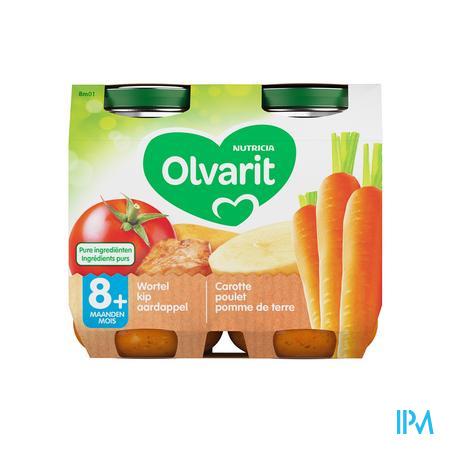 8m01
NUTRICIA
Olvarit
Pure ingrediënten
Ingrédients purs
8+
MAANDEN
MOIS
Wortel
kip
aardappel
Carotte
poulet
pomme de terre
IPM